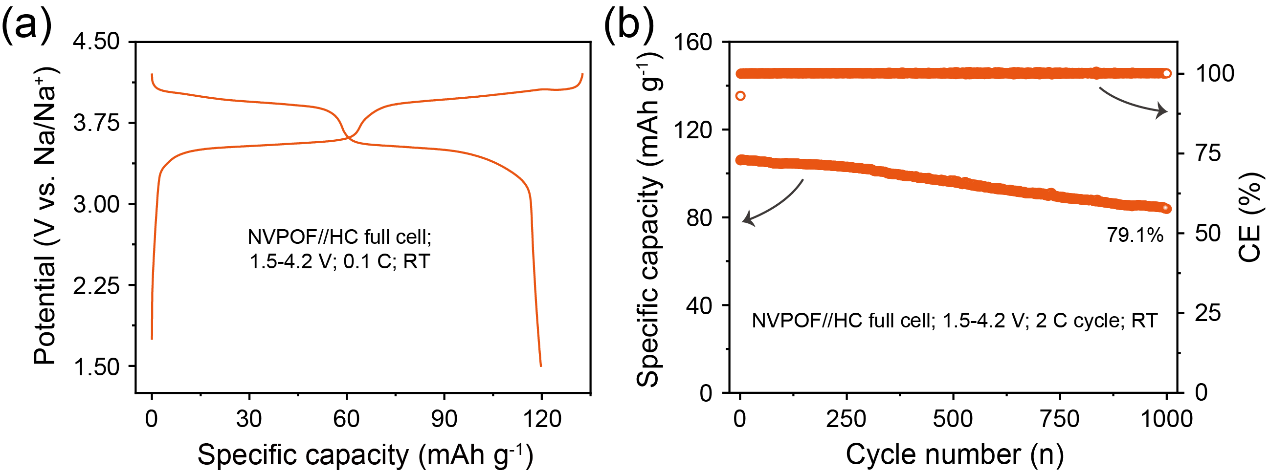 (a)
4.50
3.75
3.00
2.25
1.50
Potential (V vs. Na/Na⁺)
NVPOF//HC full cell;
1.5-4.2 V; 0.1 C; RT
0 30 60 90 120
Specific capacity (mAh g⁻¹)
(b)
160
120
80
40
0
Specific capacity (mAh g⁻¹)
100
75
50
25
0
CE (%)
79.1%
NVPOF//HC full cell; 1.5-4.2 V; 2 C cycle; RT
0 250 500 750 1000
Cycle number (n)